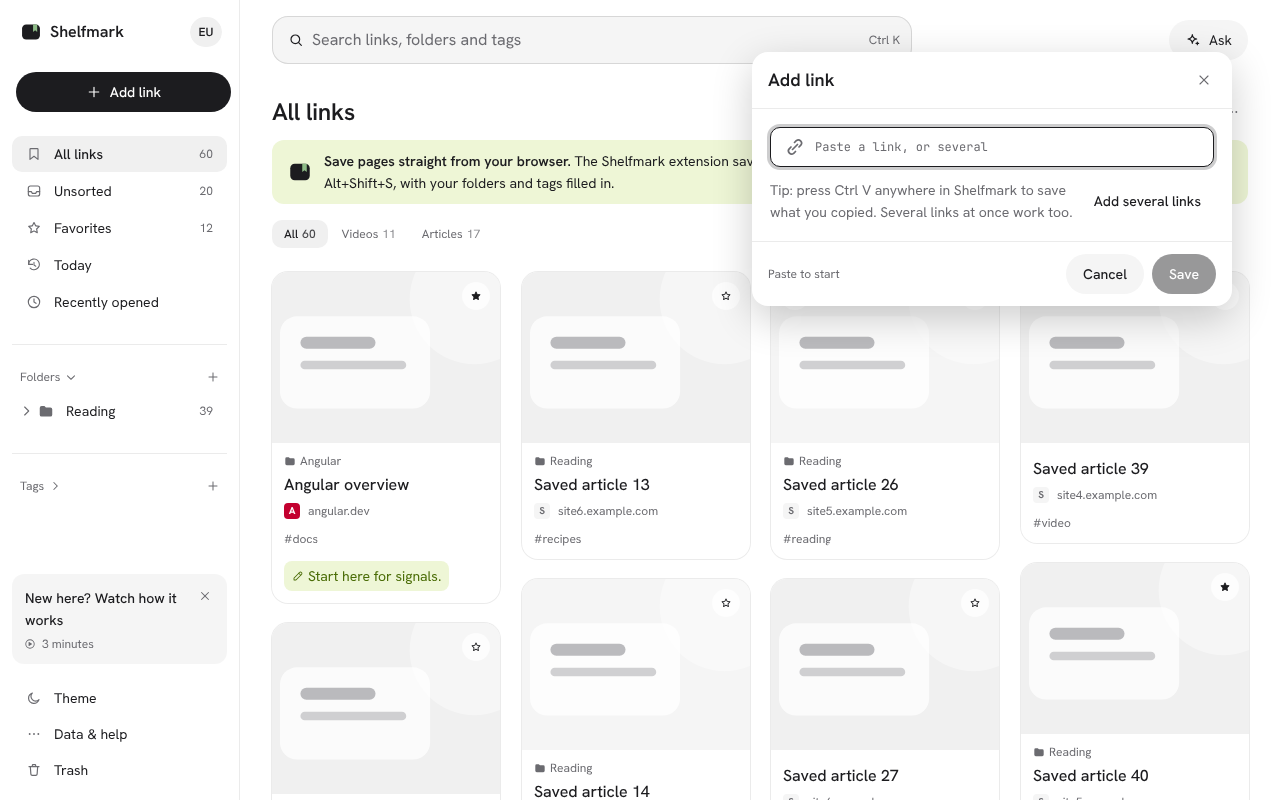 Shelfmark
EU
Add link
All links 60
Unsorted 20
Favorites 12
Today
Recently opened
Folders
Reading 39
Tags
New here? Watch how it
works
3 minutes
Theme
Data & help
Trash
Search links, folders and tags
Ctrl K
Ask
All links
Save pages straight from your browser. The Shelfmark extension
Alt+Shift+S, with your folders and tags filled in.
All 60
Videos 11
Articles 17
Add link
Paste a link, or several
Tip: press Ctrl V anywhere in Shelfmark to save
what you copied. Several links at once work too.
Add several links
Paste to start
Cancel
Save
Angular
Angular overview
A angular.dev
#docs
Start here for signals.
Reading
Saved article 13
S site6.example.com
#recipes
Reading
Saved article 26
S site5.example.com
#reading
Saved article 39
S site4.example.com
#video
Reading
Saved article 14
Saved article 27
Reading
Saved article 40